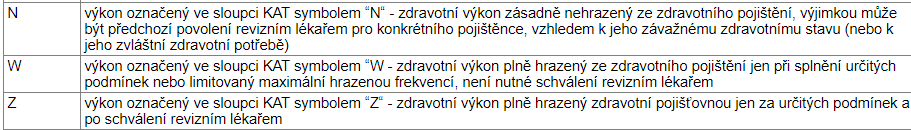 N výkon označený ve sloupci KAT symbolem “N“ - zdravotní výkon zásadně nehrazený ze zdravotního pojištění, výjimkou může
být předchozí povolení revizním lékařem pro konkrétního pojištěnce, vzhledem k jeho závažnému zdravotnímu stavu (nebo k
jeho zvláštní zdravotní potřebě)
W výkon označený ve sloupci KAT symbolem “W - zdravotní výkon plně hrazený ze zdravotního pojištění jen při splnění určitých
podmínek nebo limitovaný maximální hrazenou frekvencí, není nutné schválení revizním lékařem
Z výkon označený ve sloupci KAT symbolem “Z“ - zdravotní výkon plně hrazený zdravotní pojišťovnou jen za určitých podmínek a
po schválení revizním lékařem